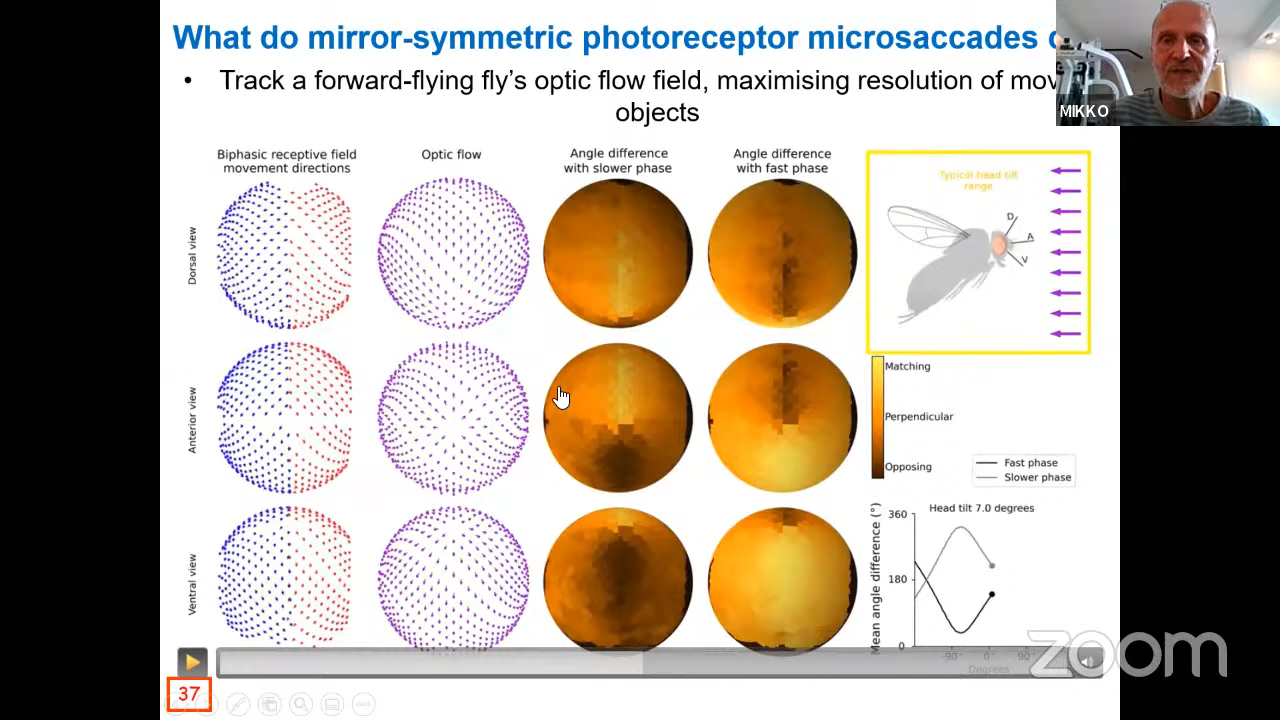 What do mirror-symmetric photoreceptor microsaccades
• Track a forward-flying fly's optic flow field, maximising resolution of
objects
MIKKO
Biphasic receptive field
movement directions
Optic flow
Angle difference
with slower phase
Angle difference
with fast phase
Typical head tilt
range
D
A
V
Dorsal view
Anterior view
Ventral view
Matching
Perpendicular
Opposing
Fast phase
Slower phase
Head tilt 7.0 degrees
Mean angle difference (°)
360
180
0
-90° 0° 90°
Degrees
zoom
37